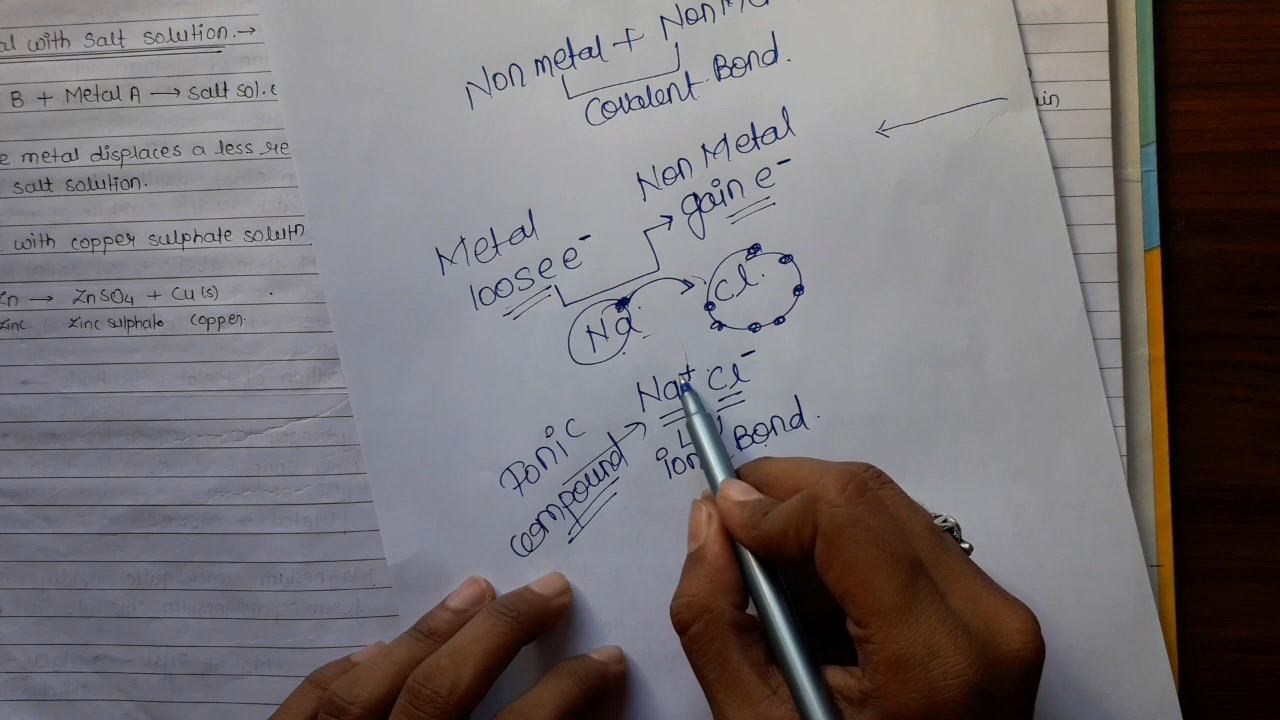 al with salt solution. →
B + Metal A → salt sol.
metal displaces a less
salt solution.
with copper sulphate solutn
Zn → ZnSO4 + Cu(s)
zinc zinc sulphate copper.
Non metal + Non
Covalent Bond.
Non Metal
gain e⁻
Metal
loose e⁻
Na
Cl
Na⁺ Cl⁻
Bond.
Ionic
compound